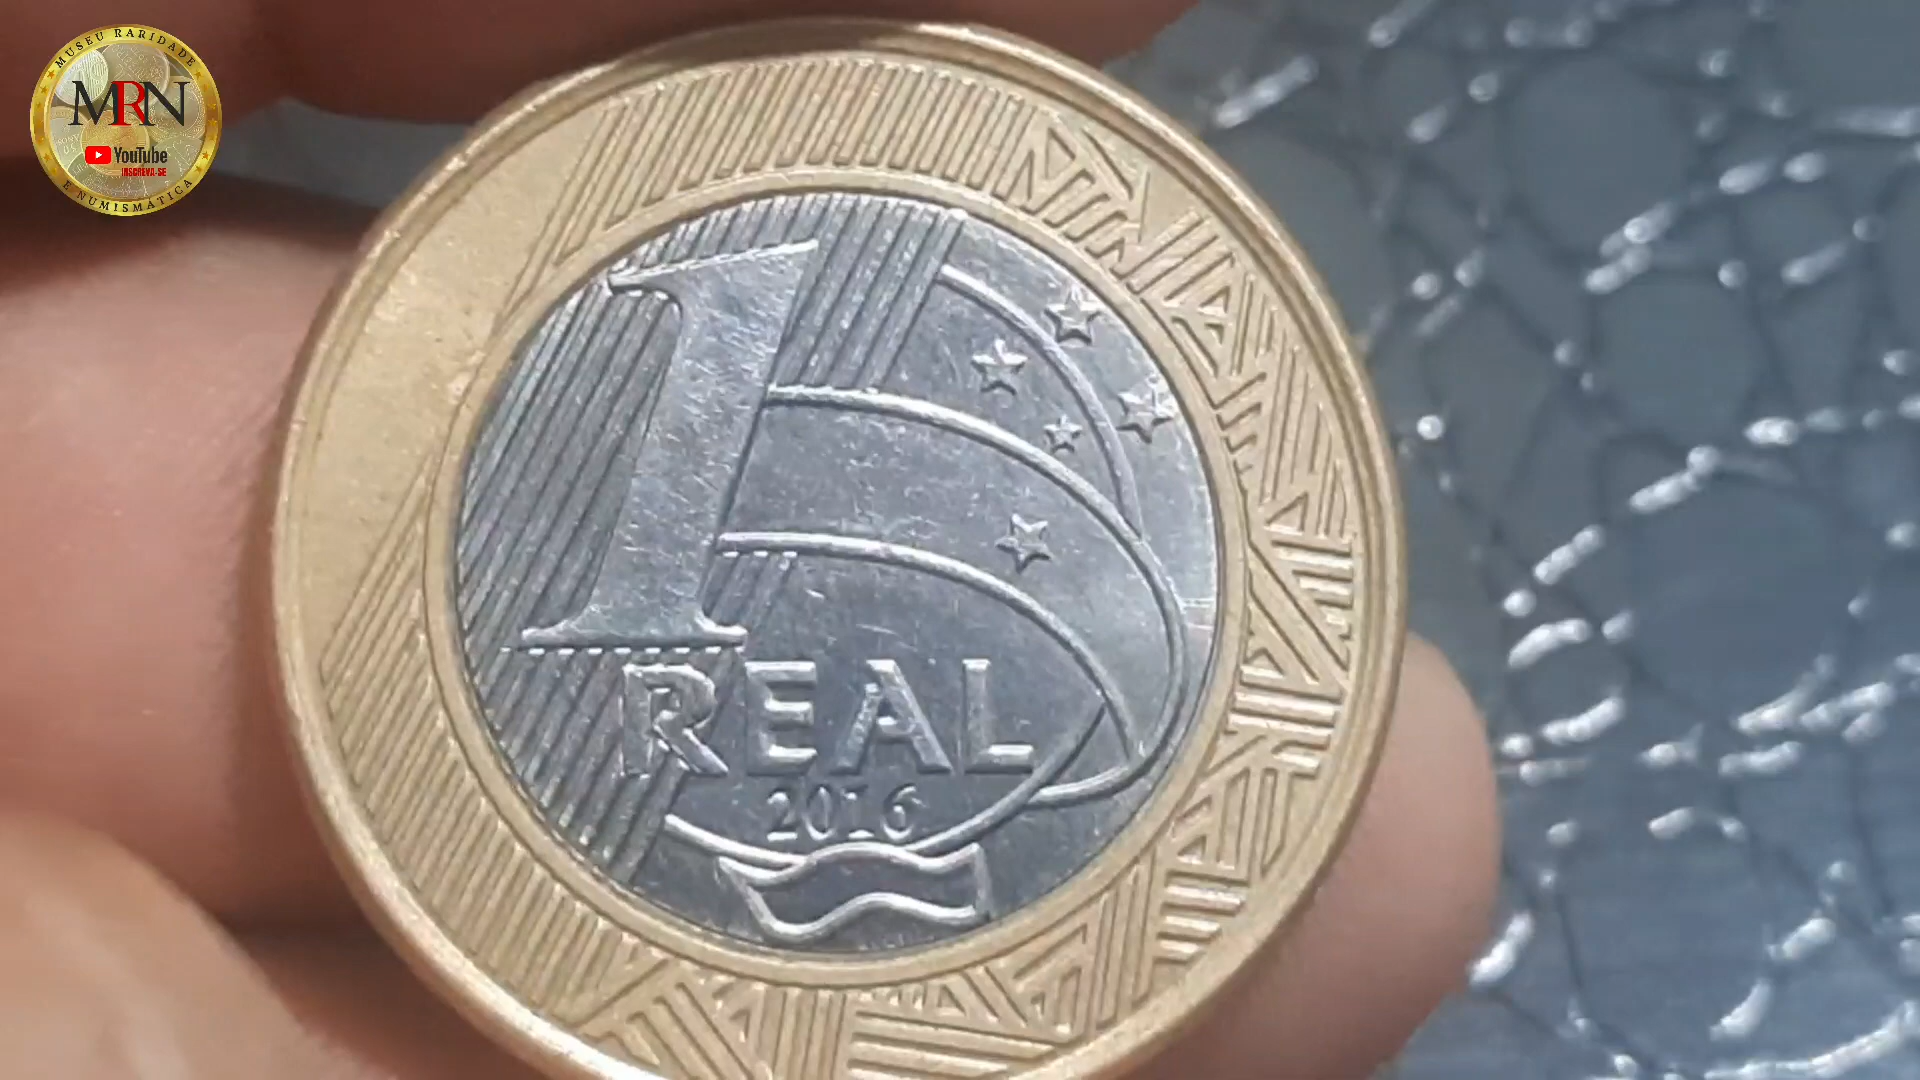 MUSEU RARIDADE
MRN
YouTube
INSCREVA-SE
E NUMISMÁTICA
1
REAL
2016